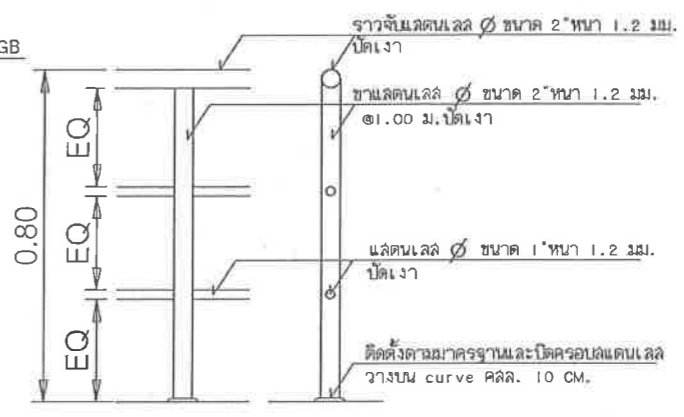 ราวจับแสตนเลส Ø ขนาด 2"หนา 1.2 มม.
ปัดเงา
GB
ขาแสตนเลส Ø ขนาด 2"หนา 1.2 มม.
@1.00 ม.ปัดเงา
EQ
0.80
EQ
แสตนเลส Ø ขนาด 1"หนา 1.2 มม.
ปัดเงา
EQ
ติดตั้งตามมาตรฐานและปิดครอบสแตนเลส
วางบน curve คสล. 10 CM.